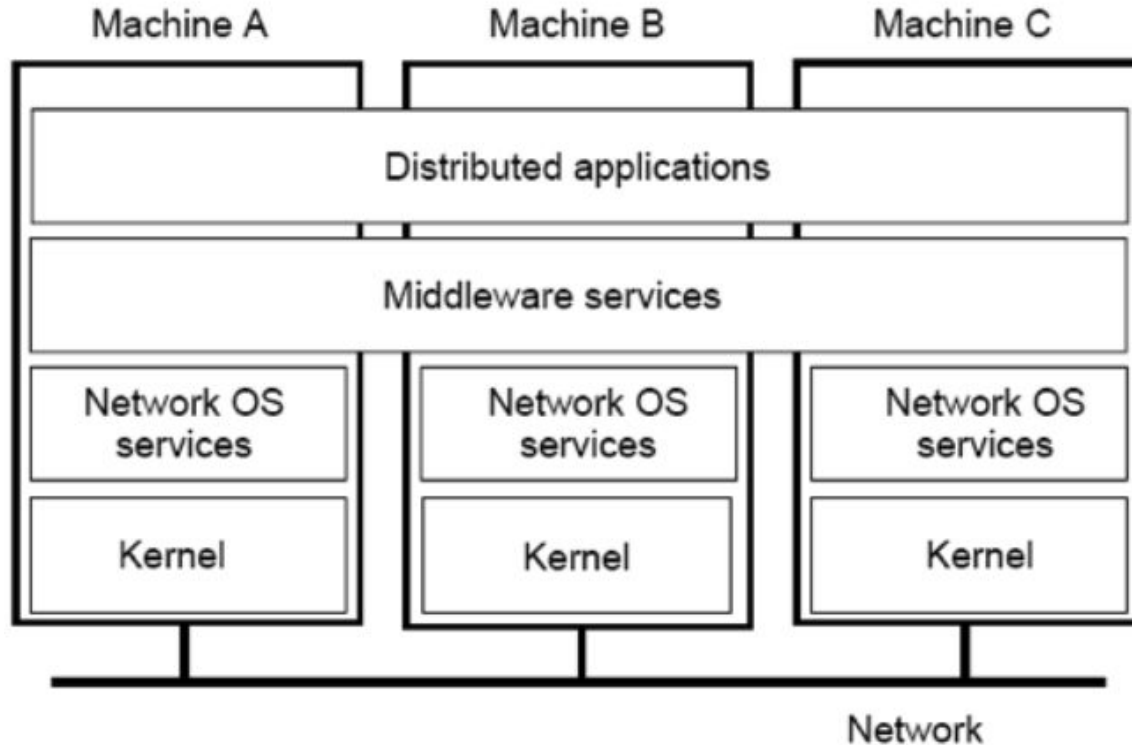 Machine A
Machine B
Machine C
Distributed applications
Middleware services
Network OS
services
Network OS
services
Network OS
services
Kernel
Kernel
Kernel
Network